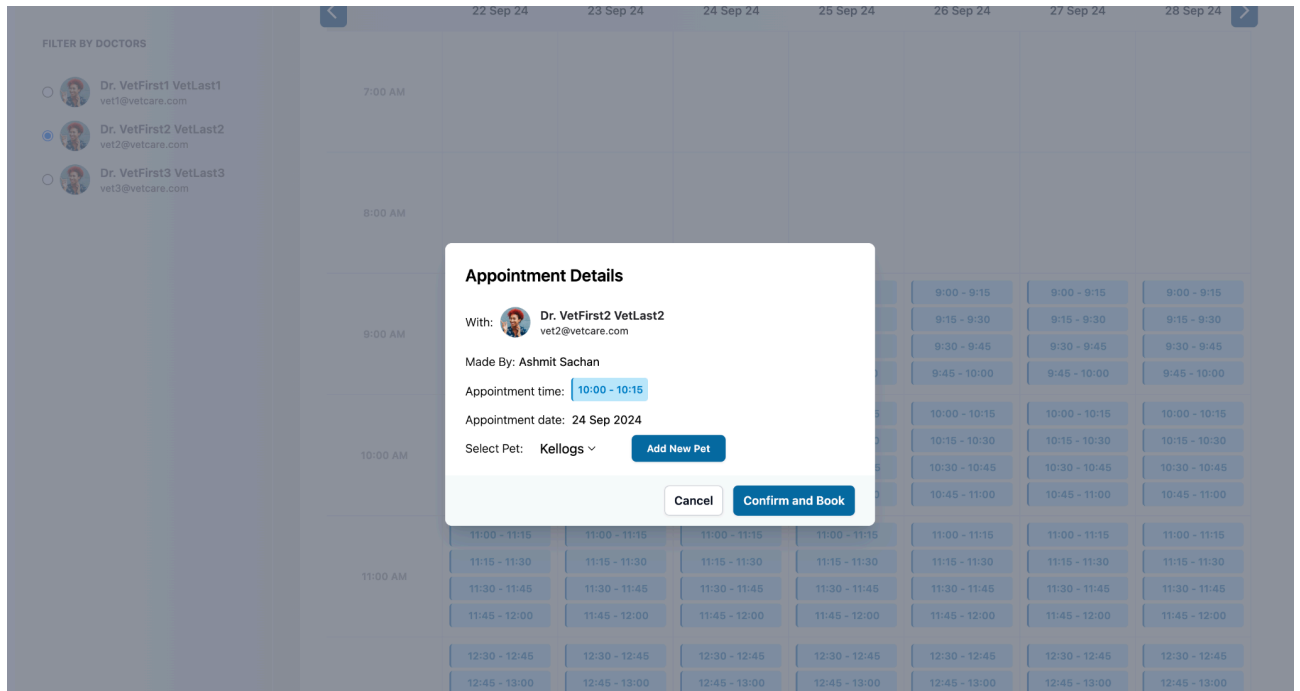 22 Sep 24 23 Sep 24 24 Sep 24 25 Sep 24 26 Sep 24 27 Sep 24 28 Sep 24
FILTER BY DOCTORS
Dr. VetFirst1 VetLast1
vet1@vetcare.com
Dr. VetFirst2 VetLast2
vet2@vetcare.com
Dr. VetFirst3 VetLast3
vet3@vetcare.com
7:00 AM
8:00 AM
Appointment Details
With: Dr. VetFirst2 VetLast2
vet2@vetcare.com
Made By: Ashmit Sachan
Appointment time: 10:00 - 10:15
Appointment date: 24 Sep 2024
Select Pet: Kellogs Add New Pet
Cancel Confirm and Book
9:00 AM
9:00 - 9:15 9:00 - 9:15 9:00 - 9:15
9:15 - 9:30 9:15 - 9:30 9:15 - 9:30
9:30 - 9:45 9:30 - 9:45 9:30 - 9:45
9:45 - 10:00 9:45 - 10:00 9:45 - 10:00
10:00 AM
10:00 - 10:15 10:00 - 10:15 10:00 - 10:15
10:15 - 10:30 10:15 - 10:30 10:15 - 10:30
10:30 - 10:45 10:30 - 10:45 10:30 - 10:45
10:45 - 11:00 10:45 - 11:00 10:45 - 11:00
11:00 AM
11:00 - 11:15 11:00 - 11:15 11:00 - 11:15 11:00 - 11:15 11:00 - 11:15 11:00 - 11:15 11:00 - 11:15
11:15 - 11:30 11:15 - 11:30 11:15 - 11:30 11:15 - 11:30 11:15 - 11:30 11:15 - 11:30 11:15 - 11:30
11:30 - 11:45 11:30 - 11:45 11:30 - 11:45 11:30 - 11:45 11:30 - 11:45 11:30 - 11:45 11:30 - 11:45
11:45 - 12:00 11:45 - 12:00 11:45 - 12:00 11:45 - 12:00 11:45 - 12:00 11:45 - 12:00 11:45 - 12:00
12:30 - 12:45 12:30 - 12:45 12:30 - 12:45 12:30 - 12:45 12:30 - 12:45 12:30 - 12:45 12:30 - 12:45
12:45 - 13:00 12:45 - 13:00 12:45 - 13:00 12:45 - 13:00 12:45 - 13:00 12:45 - 13:00 12:45 - 13:00